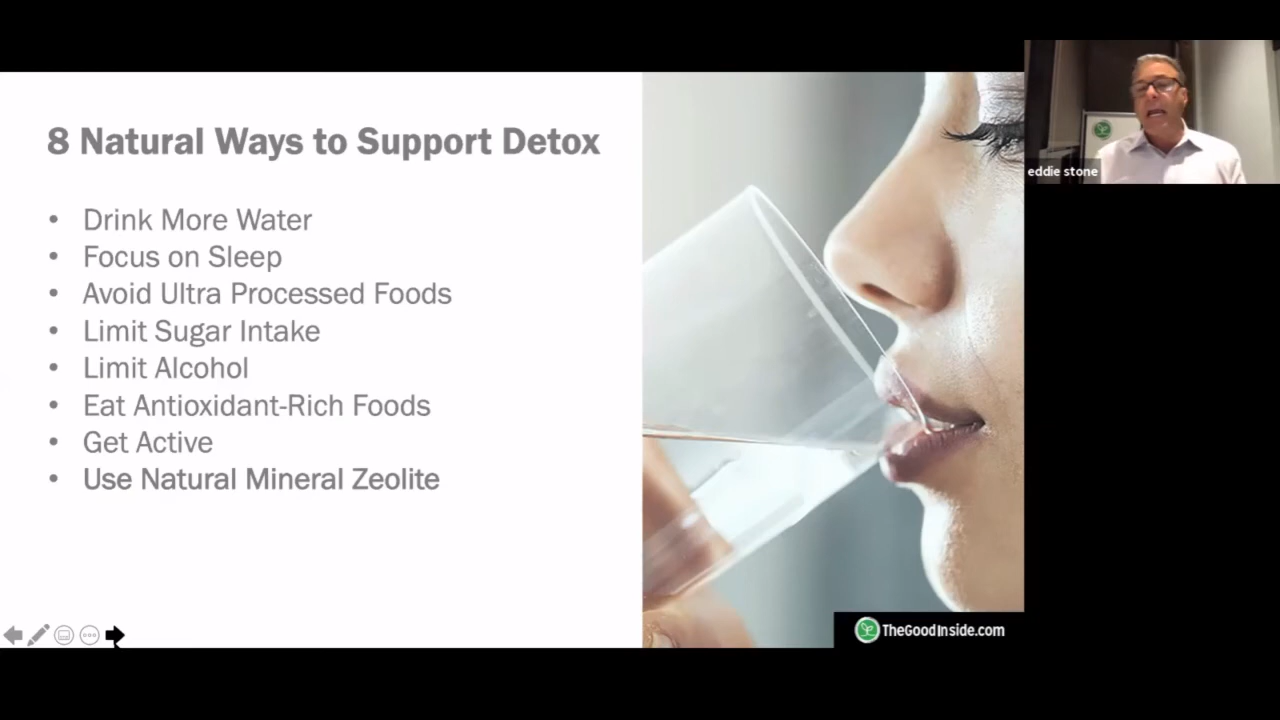 8 Natural Ways to Support Detox
• Drink More Water
• Focus on Sleep
• Avoid Ultra Processed Foods
• Limit Sugar Intake
• Limit Alcohol
• Eat Antioxidant-Rich Foods
• Get Active
• Use Natural Mineral Zeolite
TheGoodInside.com
eddie stone